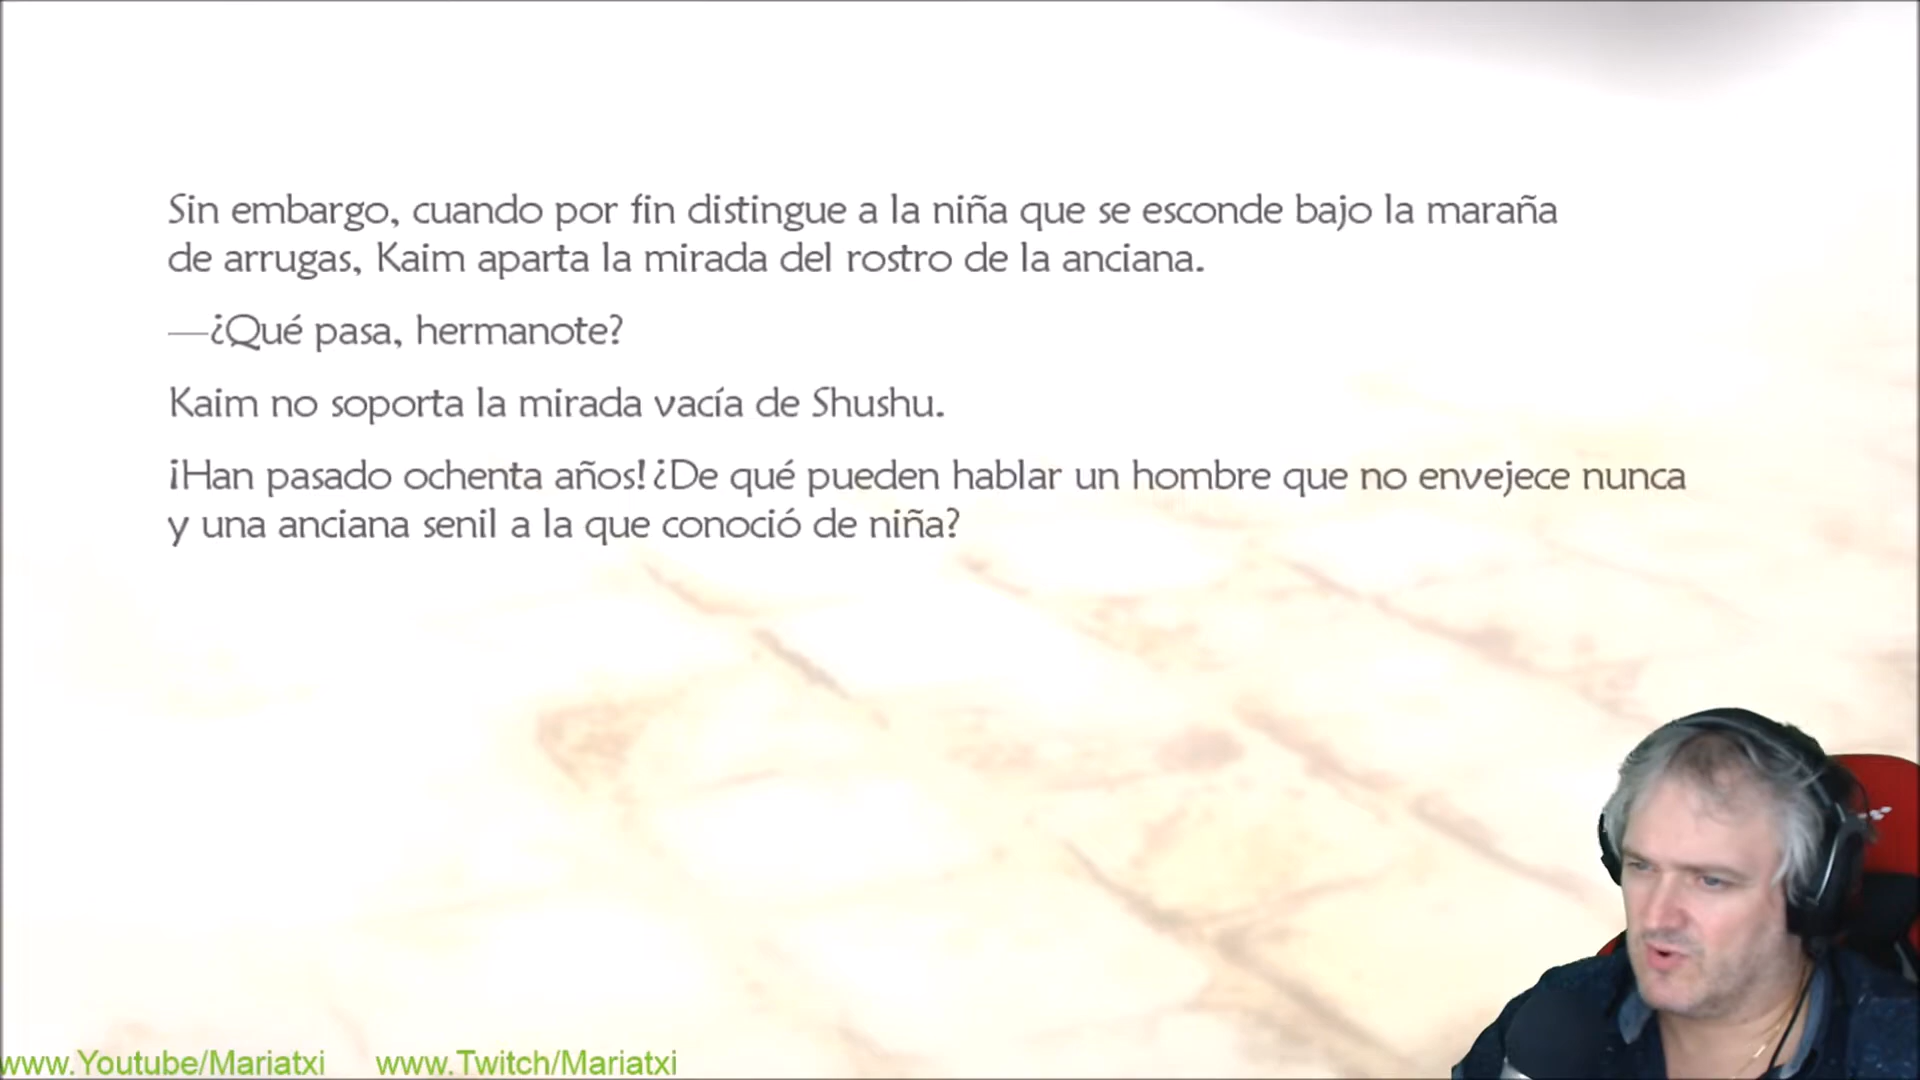 Sin embargo, cuando por fin distingue a la niña que se esconde bajo la maraña
de arrugas, Kaim aparta la mirada del rostro de la anciana.
—¿Qué pasa, hermanote?
Kaim no soporta la mirada vacía de Shushu.
¡Han pasado ochenta años! ¿De qué pueden hablar un hombre que no envejece nunca
y una anciana senil a la que conoció de niña?
www.Youtube/Mariatxi www.Twitch/Mariatxi